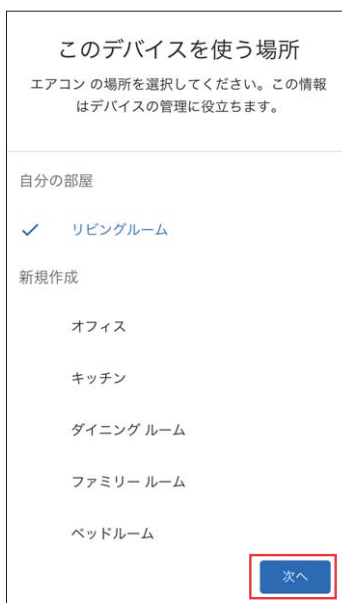 このデバイスを使う場所
エアコン の場所を選択してください。この情報
はデバイスの管理に役立ちます。
自分の部屋
リビングルーム
新規作成
オフィス
キッチン
ダイニング ルーム
ファミリー ルーム
ベッドルーム
次へ